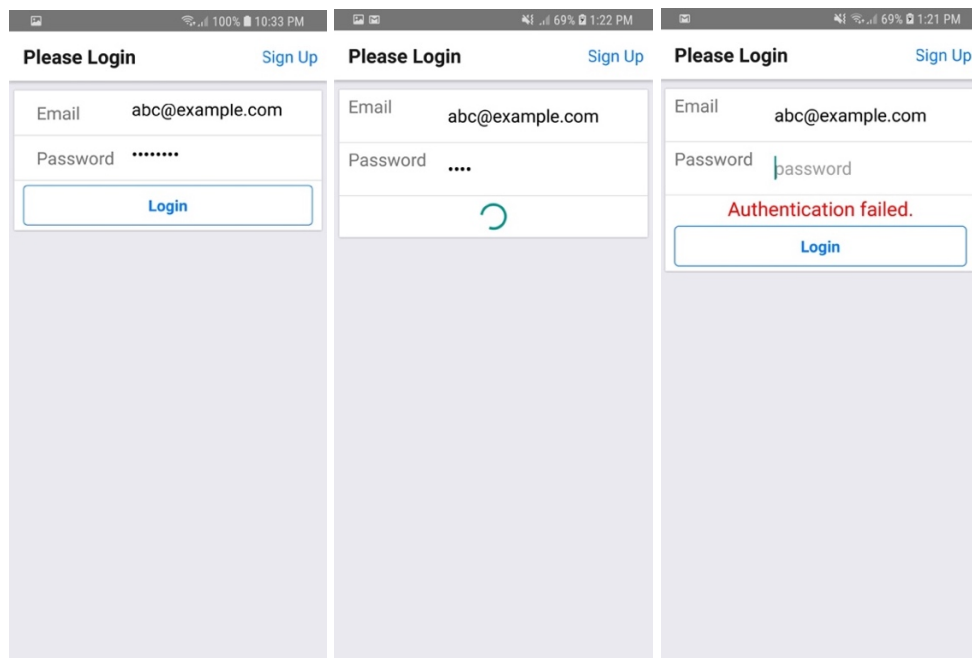 100% 10:33 PM
Please Login Sign Up
Email abc@example.com
Password ••••••••
Login
69% 1:22 PM
Please Login Sign Up
Email abc@example.com
Password ••••
69% 1:21 PM
Please Login Sign Up
Email abc@example.com
Password password
Authentication failed.
Login